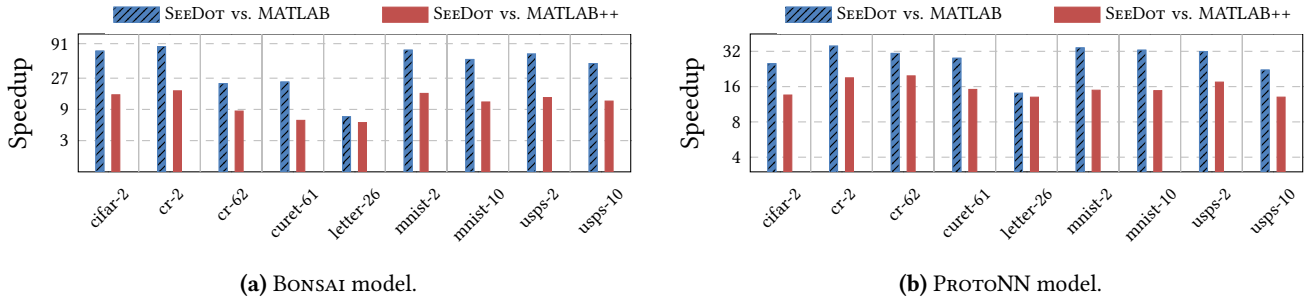 SEEDOT vs. MATLAB SEEDOT vs. MATLAB++
Speedup
91
27
9
3
cifar-2 cr-2 cr-62 curet-61 letter-26 mnist-2 mnist-10 usps-2 usps-10
(a) BONSAI model.
SEEDOT vs. MATLAB SEEDOT vs. MATLAB++
Speedup
32
16
8
4
cifar-2 cr-2 cr-62 curet-61 letter-26 mnist-2 mnist-10 usps-2 usps-10
(b) PROTONN model.